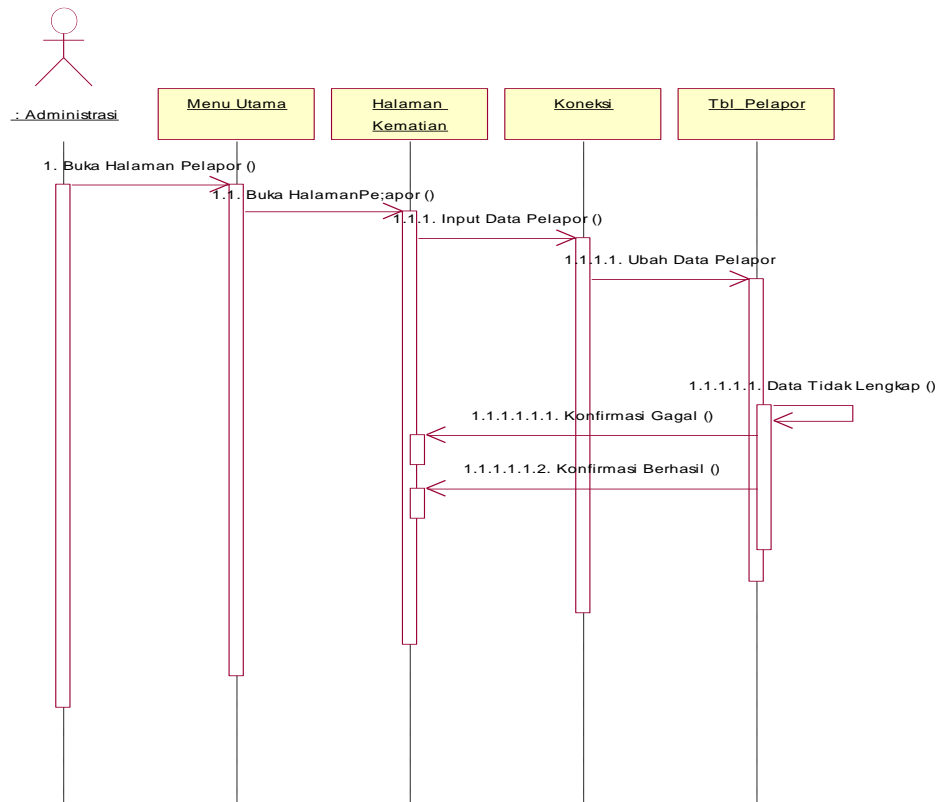 : Administrasi
Menu Utama
Halaman
Kematian
Koneksi
Tbl_Pelapor
1. Buka Halaman Pelapor ()
1.1. Buka HalamanPe;apor ()
1.1.1. Input Data Pelapor ()
1.1.1.1. Ubah Data Pelapor
1.1.1.1.1. Data Tidak Lengkap ()
1.1.1.1.1.1. Konfirmasi Gagal ()
1.1.1.1.1.2. Konfirmasi Berhasil ()